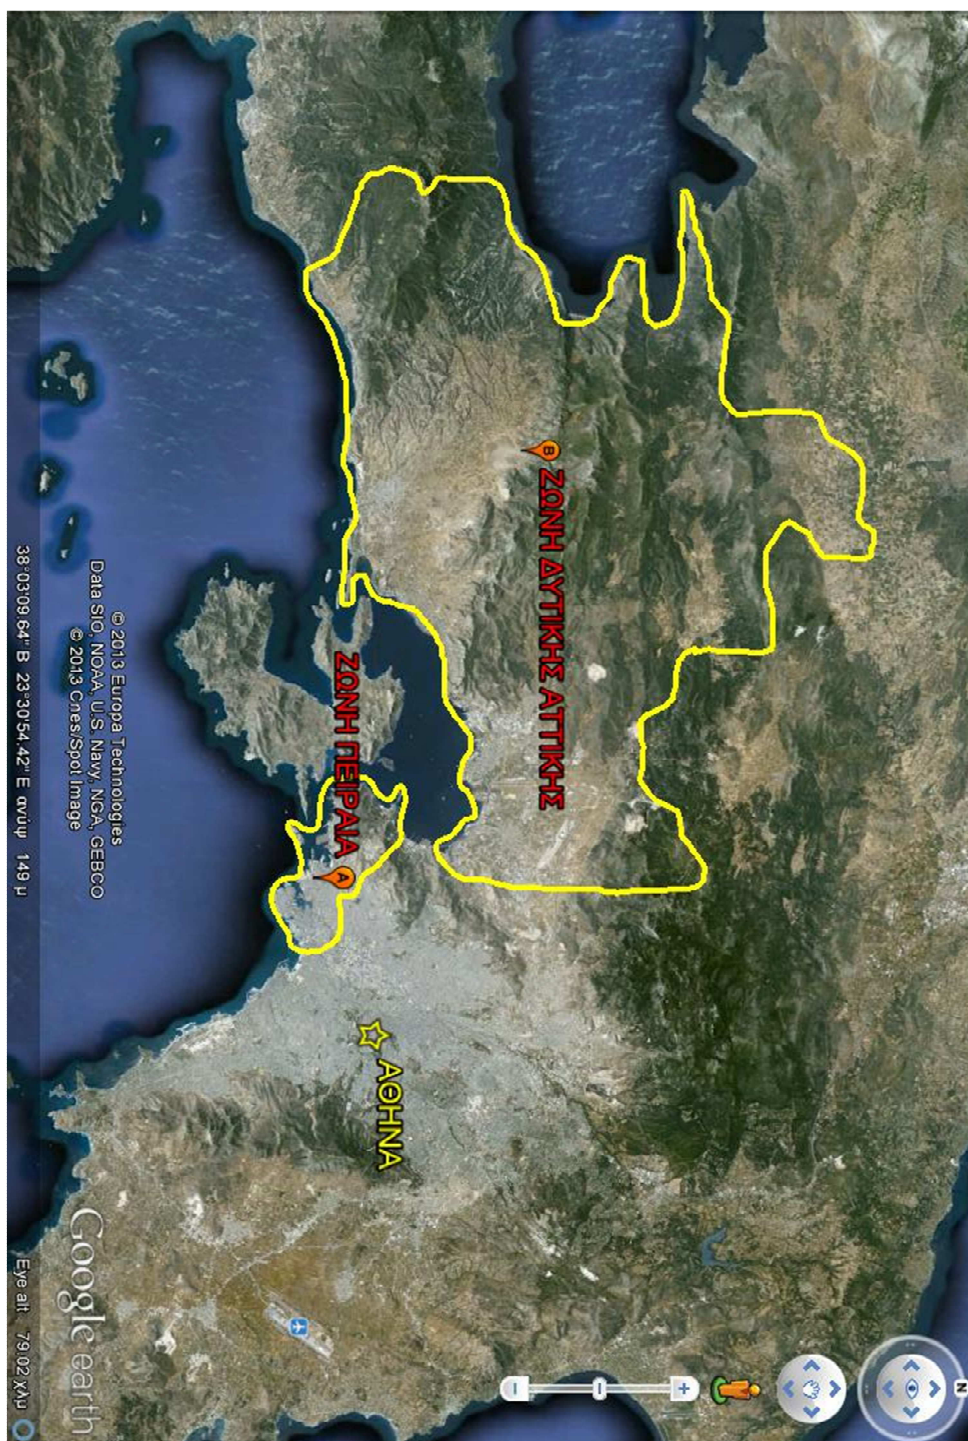 N
B ΖΩΝΗ ΔΥΤΙΚΗΣ ΑΤΤΙΚΗΣ
ΑΘΗΝΑ
ΖΩΝΗ ΠΕΙΡΑΙΑ A
© 2013 Europa Technologies
Data SIO, NOAA, U.S. Navy, NGA, GEBCO
© 2013 Cnes/Spot Image
Google earth
38°03'09.64" Β 23°30'54.42" Ε ανύψ 149 μ Eye alt 79.02 χλμ